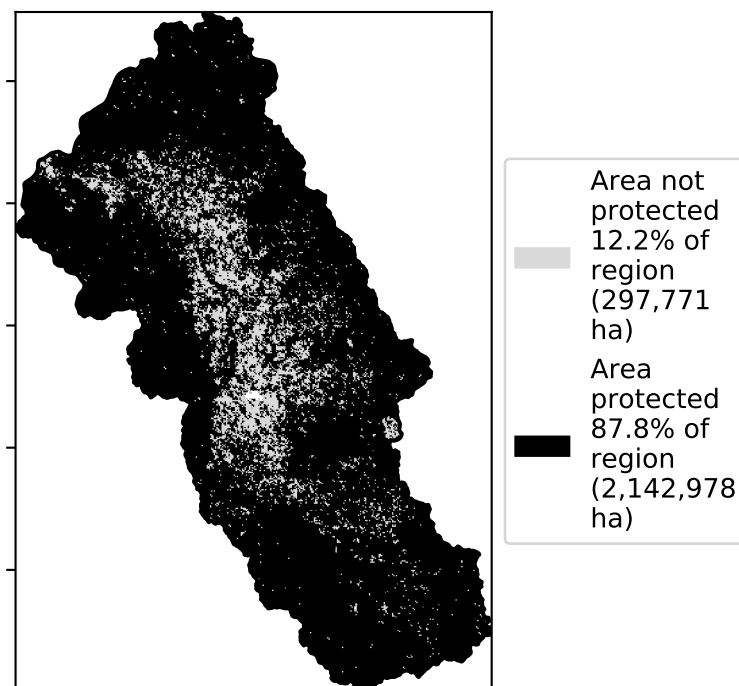 Area not
protected
12.2% of
region
(297,771
ha)
Area
protected
87.8% of
region
(2,142,978
ha)